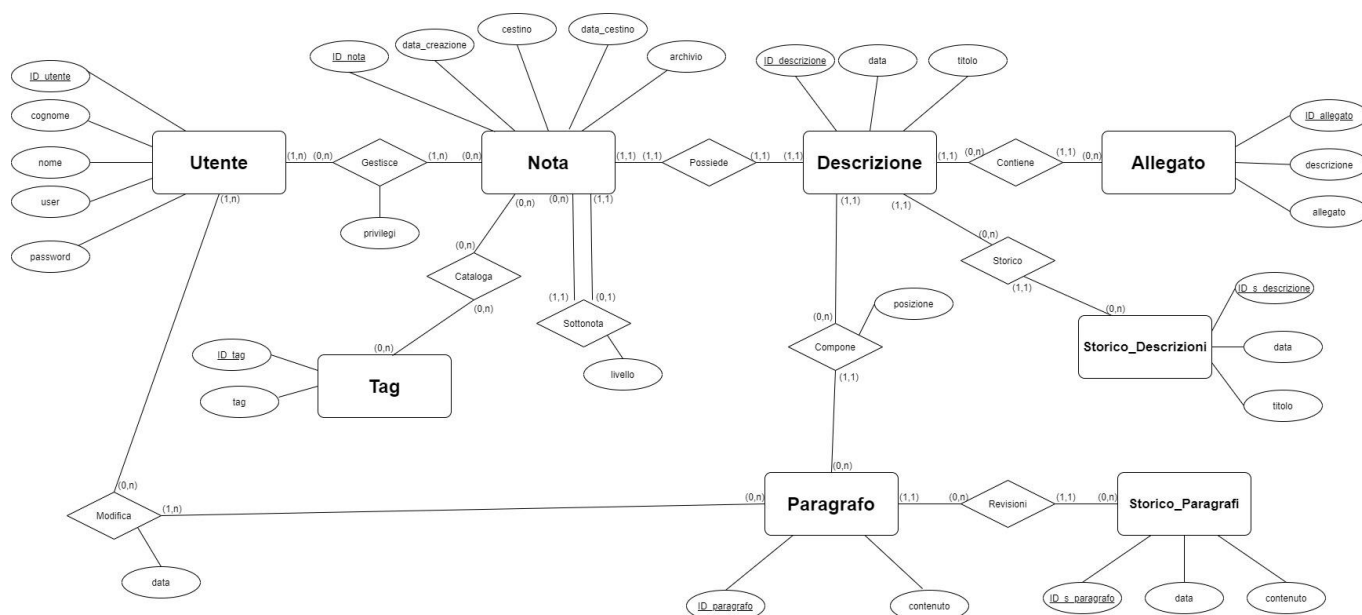 cestino
data_cestino
data_creazione
ID_nota
archivio
ID_descrizione
data
titolo
ID_utente
cognome
nome
user
password
Utente
(1,n)
(0,n)
Gestisce
(1,n)
(0,n)
privilegi
Nota
(1,1)
(1,1)
Possiede
(1,1)
(1,1)
Descrizione
(1,1)
(0,n)
Contiene
(1,1)
(0,n)
Allegato
ID_allegato
descrizione
allegato
(1,n)
(0,n)
(0,n)
(1,1)
(1,1)
(1,1)
(0,n)
Cataloga
(0,n)
(0,n)
(1,1)
(0,1)
Sottonota
livello
(0,n)
Storico
(1,1)
(0,n)
ID_s_descrizione
Storico_Descrizioni
data
titolo
ID_tag
tag
Tag
(0,n)
posizione
Compone
(1,1)
(0,n)
(0,n)
Modifica
(1,n)
data
(0,n)
Paragrafo
(1,1)
(0,n)
Revisioni
(1,1)
(0,n)
Storico_Paragrafi
ID_paragrafo
contenuto
ID_s_paragrafo
data
contenuto